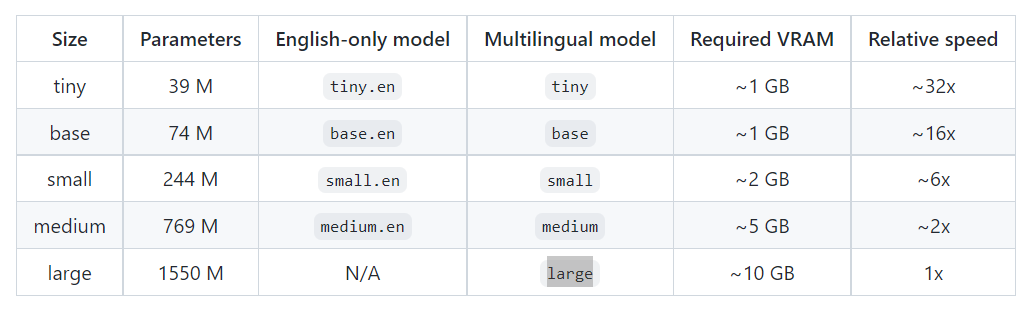 Size Parameters English-only model Multilingual model Required VRAM Relative speed
tiny 39 M tiny.en tiny ~1 GB ~32x
base 74 M base.en base ~1 GB ~16x
small 244 M small.en small ~2 GB ~6x
medium 769 M medium.en medium ~5 GB ~2x
large 1550 M N/A large ~10 GB 1x